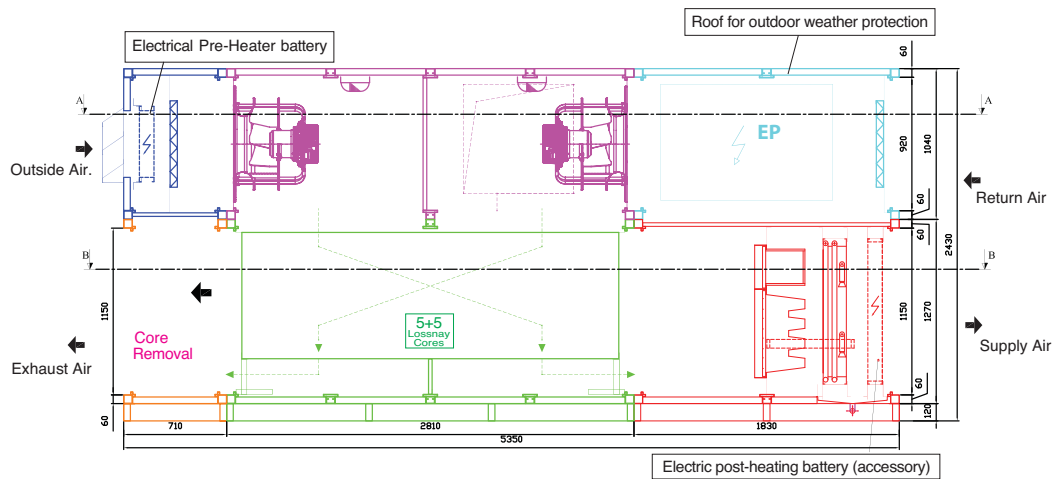 Electrical Pre-Heater battery
Roof for outdoor weather protection
60
A
A
EP
920
1040
Outside Air.
Return Air
60
60
2430
B
B
1150
1150
1270
5+5
Lossnay
Cores
Core
Removal
Exhaust Air
Supply Air
60
60
120
710
2810
1830
5350
Electric post-heating battery (accessory)